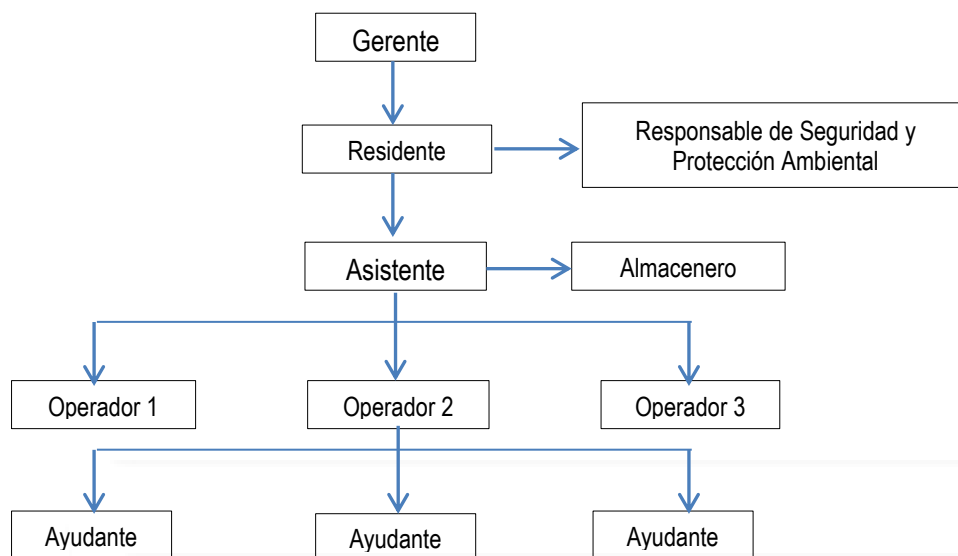 Gerente
Residente
Responsable de Seguridad y
Protección Ambiental
Asistente
Almacenero
Operador 1
Operador 2
Operador 3
Ayudante
Ayudante
Ayudante